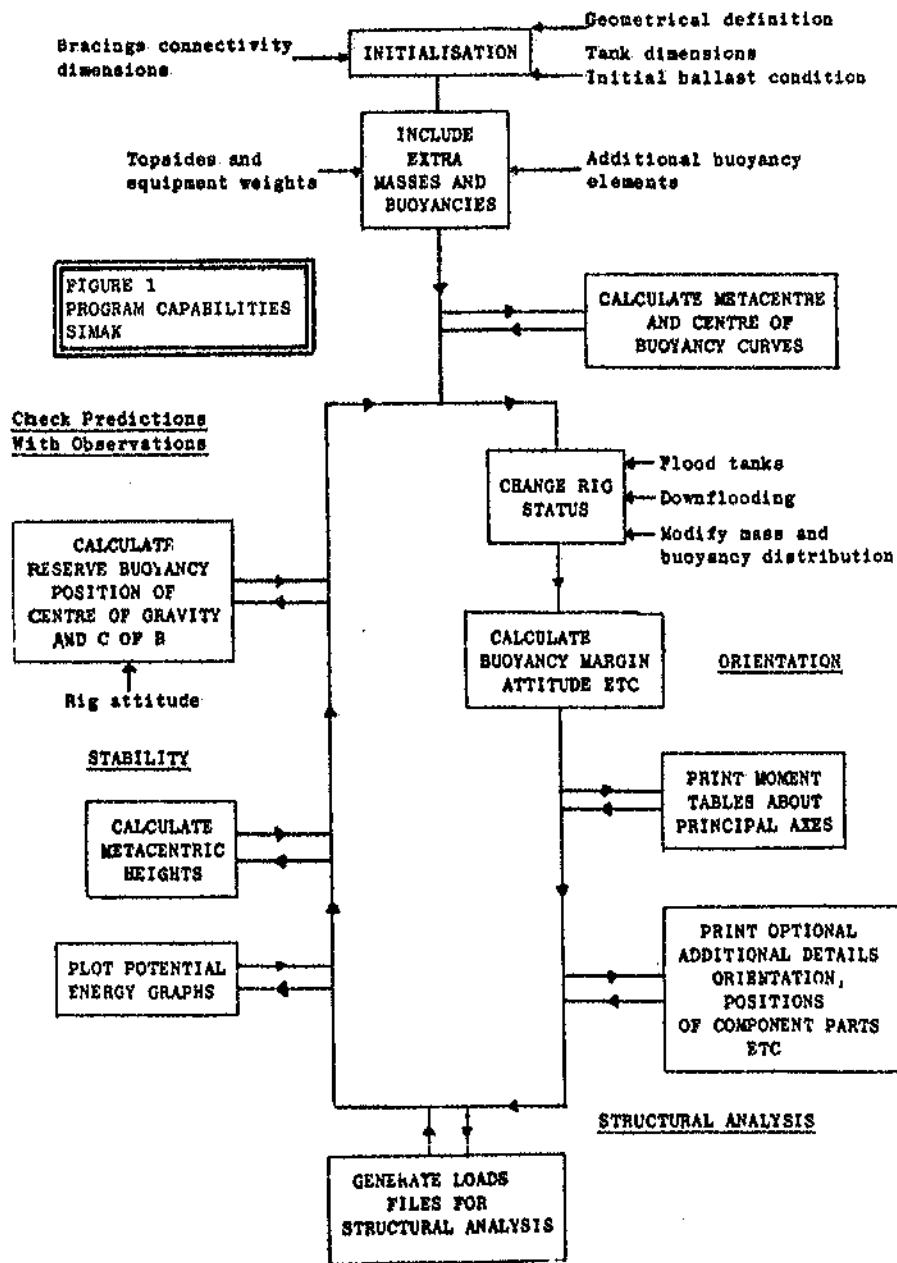 Geometrical definition
Bracings connectivity
dimensions
INITIALISATION
Tank dimensions
Initial ballast condition
INCLUDE
EXTRA
MASSES AND
BUOYANCIES
Topsides and
equipment weights
Additional buoyancy
elements
FIGURE 1
PROGRAM CAPABILITIES
SIMAK
CALCULATE METACENTRE
AND CENTRE OF
BUOYANCY CURVES
Check Predictions
With Observations
CHANGE RIG
STATUS
Flood tanks
Downflooding
Modify mass and
buoyancy distribution
CALCULATE
RESERVE BUOYANCY
POSITION OF
CENTRE OF GRAVITY
AND C OF B
Rig attitude
CALCULATE
BUOYANCY MARGIN
ATTITUDE ETC
ORIENTATION
STABILITY
PRINT MOMENT
TABLES ABOUT
PRINCIPAL AXES
CALCULATE
METACENTRIC
HEIGHTS
PRINT OPTIONAL
ADDITIONAL DETAILS
ORIENTATION,
POSITIONS
OF COMPONENT PARTS
ETC
PLOT POTENTIAL
ENERGY GRAPHS
STRUCTURAL ANALYSIS
GENERATE LOADS
FILES FOR
STRUCTURAL ANALYSIS